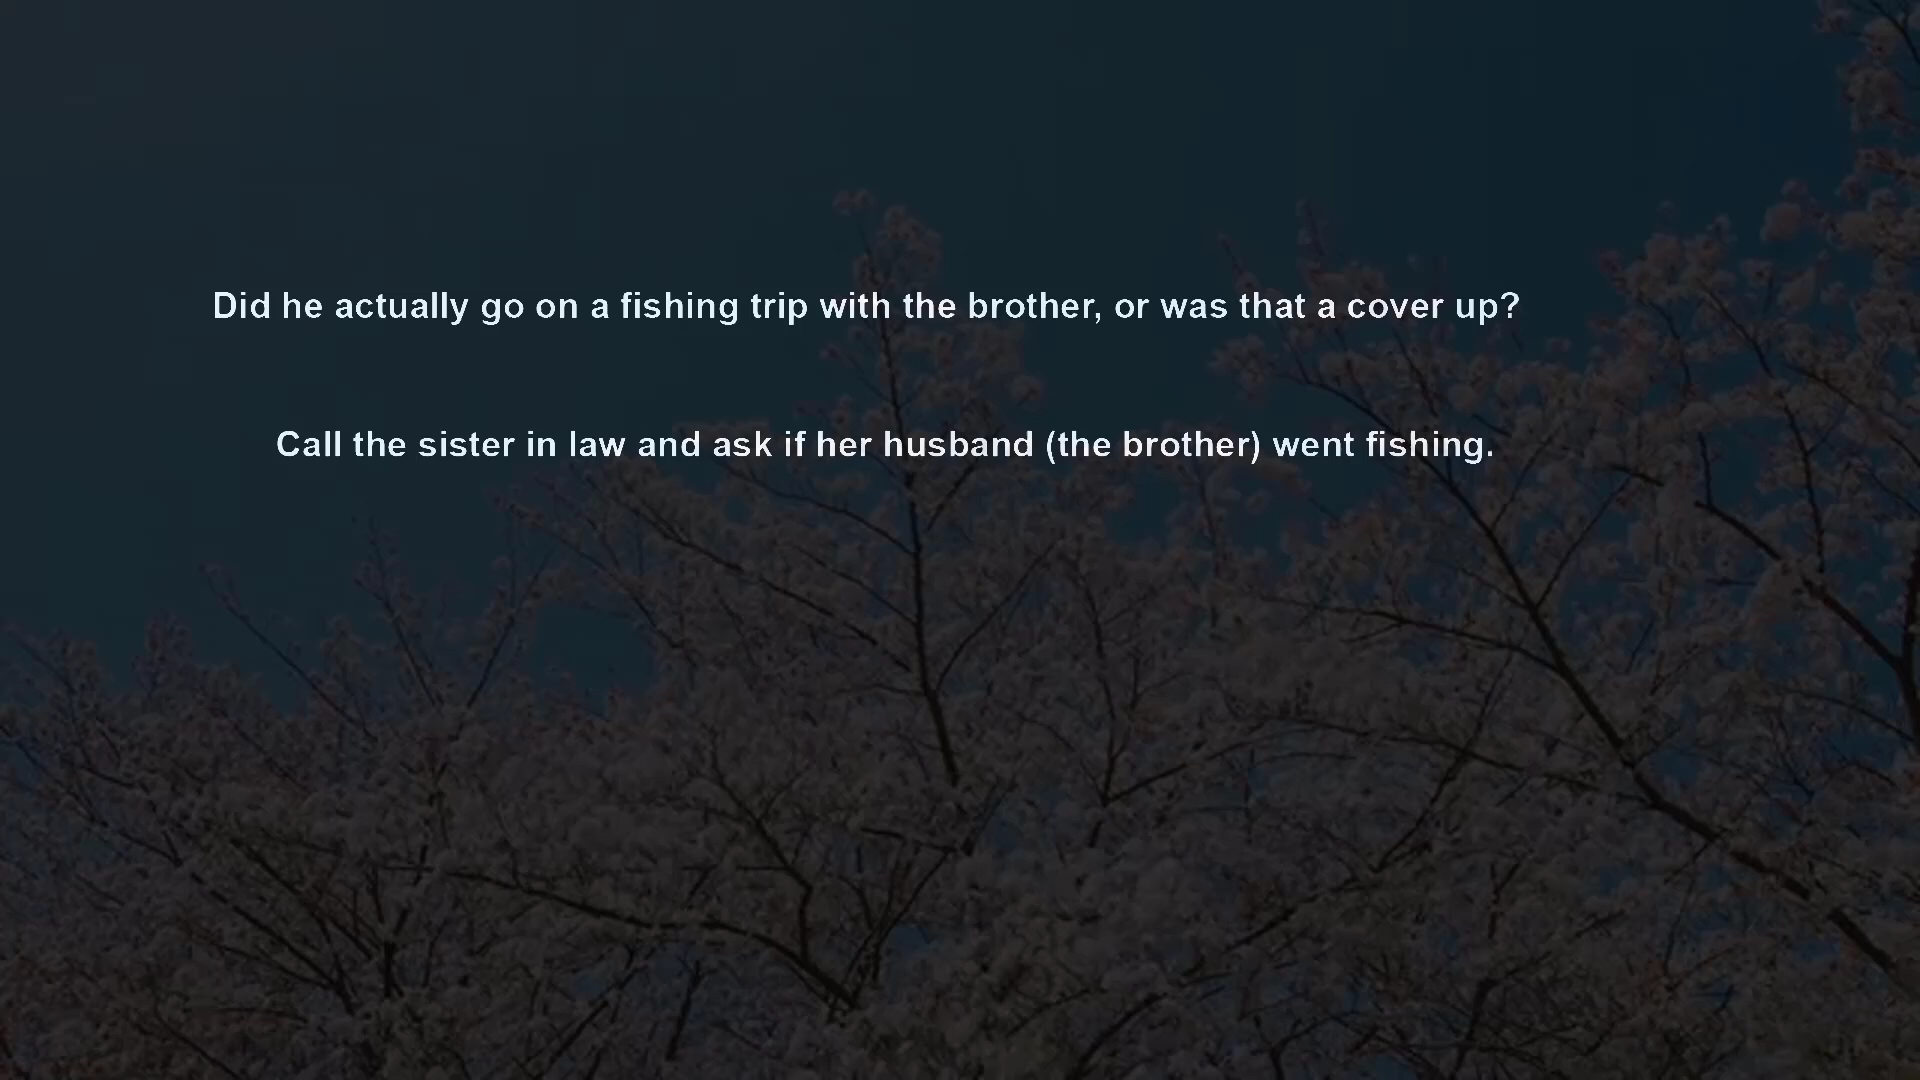 Did he actually go on a fishing trip with the brother, or was that a cover up?
Call the sister in law and ask if her husband (the brother) went fishing.